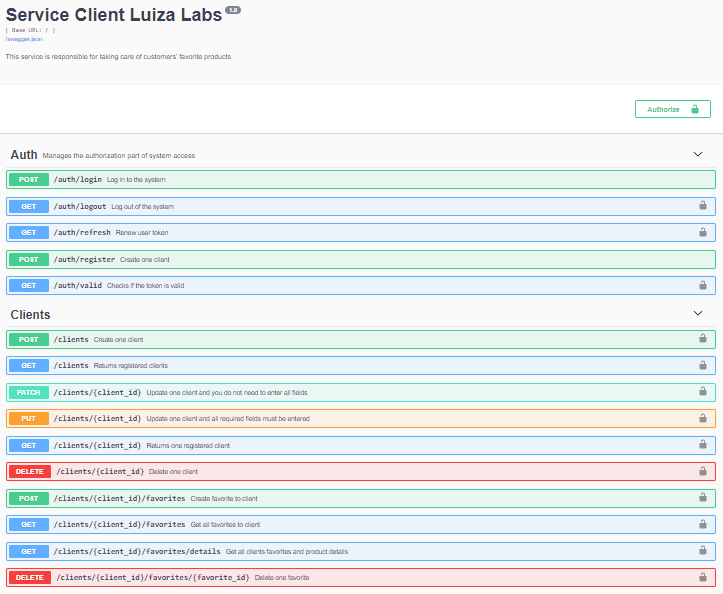 Service Client Luiza Labs 1.0
[ Base URL: / ]
/swagger.json
This service is responsible for taking care of customers' favorite products
Authorize
Auth Manages the authorization part of system access
POST /auth/login Log in to the system
GET /auth/logout Log out of the system
GET /auth/refresh Renew user token
POST /auth/register Create one client
GET /auth/valid Checks if the token is valid
Clients
POST /clients Create one client
GET /clients Returns registered clients
PATCH /clients/{client_id} Update one client and you do not need to enter all fields
PUT /clients/{client_id} Update one client and all required fields must be entered
GET /clients/{client_id} Returns one registered client
DELETE /clients/{client_id} Delete one client
POST /clients/{client_id}/favorites Create favorite to client
GET /clients/{client_id}/favorites Get all favorites to client
GET /clients/{client_id}/favorites/details Get all clients favorites and product details
DELETE /clients/{client_id}/favorites/{favorite_id} Delete one favorite